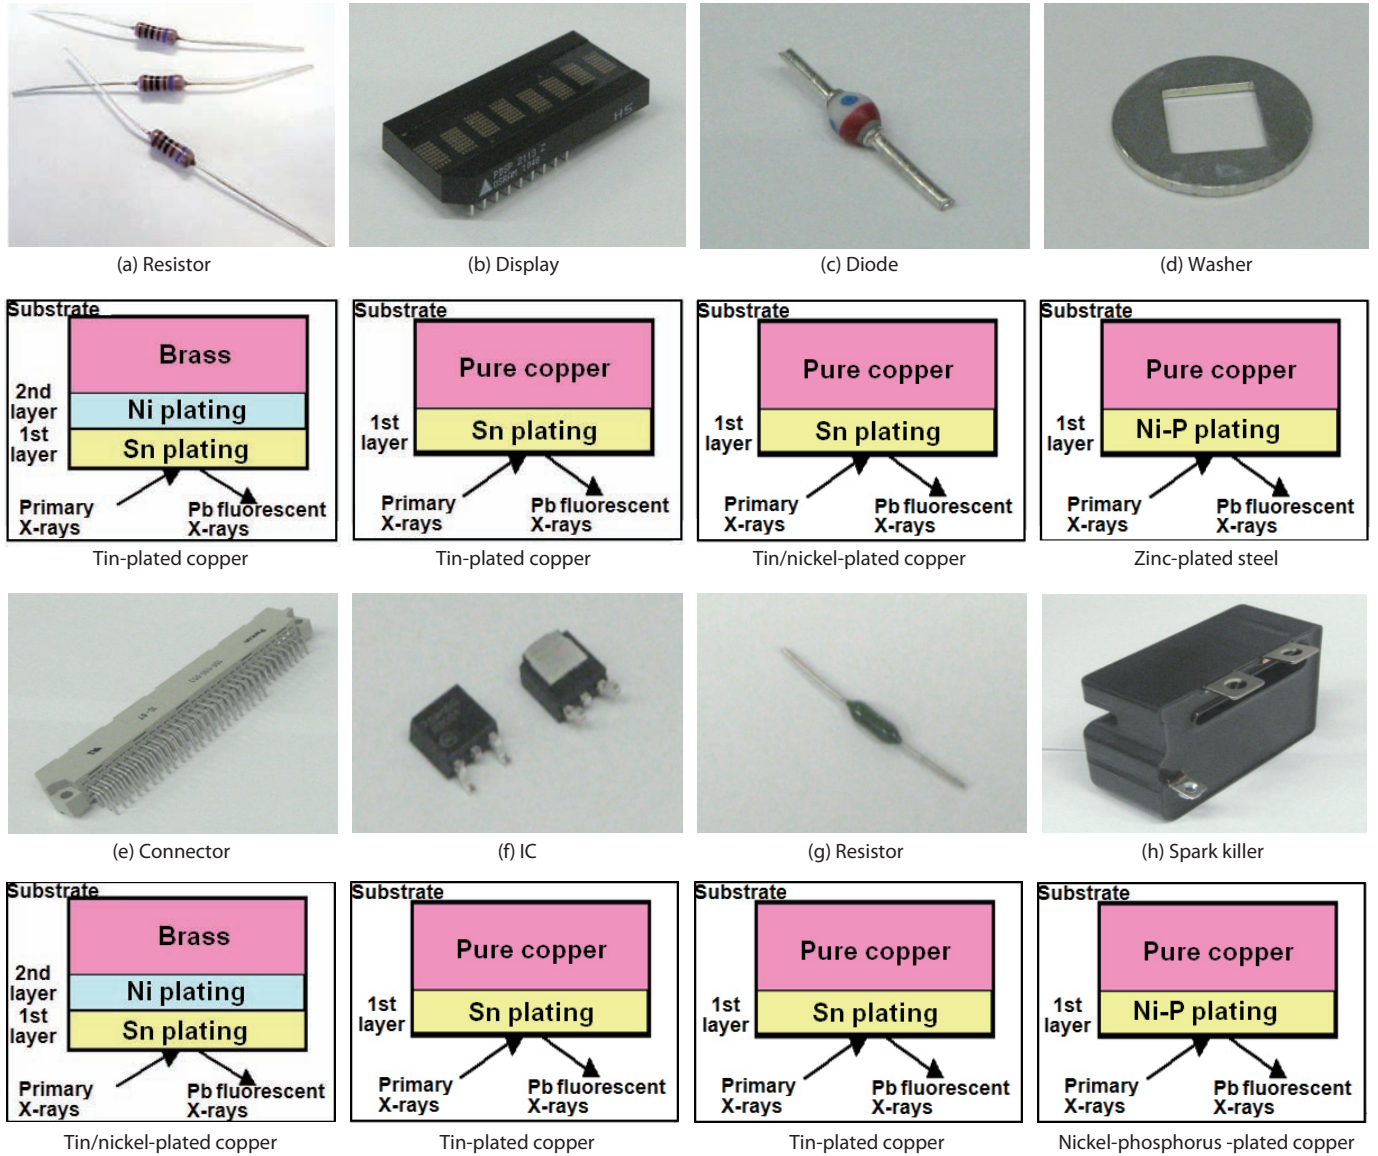 PDSP 2113 Z
OSRAM 1040
HS
(a) Resistor
(b) Display
(c) Diode
(d) Washer
Substrate
Brass
2nd
layer
Ni plating
1st
layer
Sn plating
Primary
X-rays
Pb fluorescent
X-rays
Tin-plated copper
Substrate
Pure copper
1st
layer
Sn plating
Primary
X-rays
Pb fluorescent
X-rays
Tin-plated copper
Substrate
Pure copper
1st
layer
Sn plating
Primary
X-rays
Pb fluorescent
X-rays
Tin/nickel-plated copper
Substrate
Pure copper
1st
layer
Ni-P plating
Primary
X-rays
Pb fluorescent
X-rays
Zinc-plated steel
(e) Connector
(f) IC
(g) Resistor
(h) Spark killer
Substrate
Brass
2nd
layer
Ni plating
1st
layer
Sn plating
Primary
X-rays
Pb fluorescent
X-rays
Tin/nickel-plated copper
Substrate
Pure copper
1st
layer
Sn plating
Primary
X-rays
Pb fluorescent
X-rays
Tin-plated copper
Substrate
Pure copper
1st
layer
Sn plating
Primary
X-rays
Pb fluorescent
X-rays
Tin-plated copper
Substrate
Pure copper
1st
layer
Ni-P plating
Primary
X-rays
Pb fluorescent
X-rays
Nickel-phosphorus -plated copper